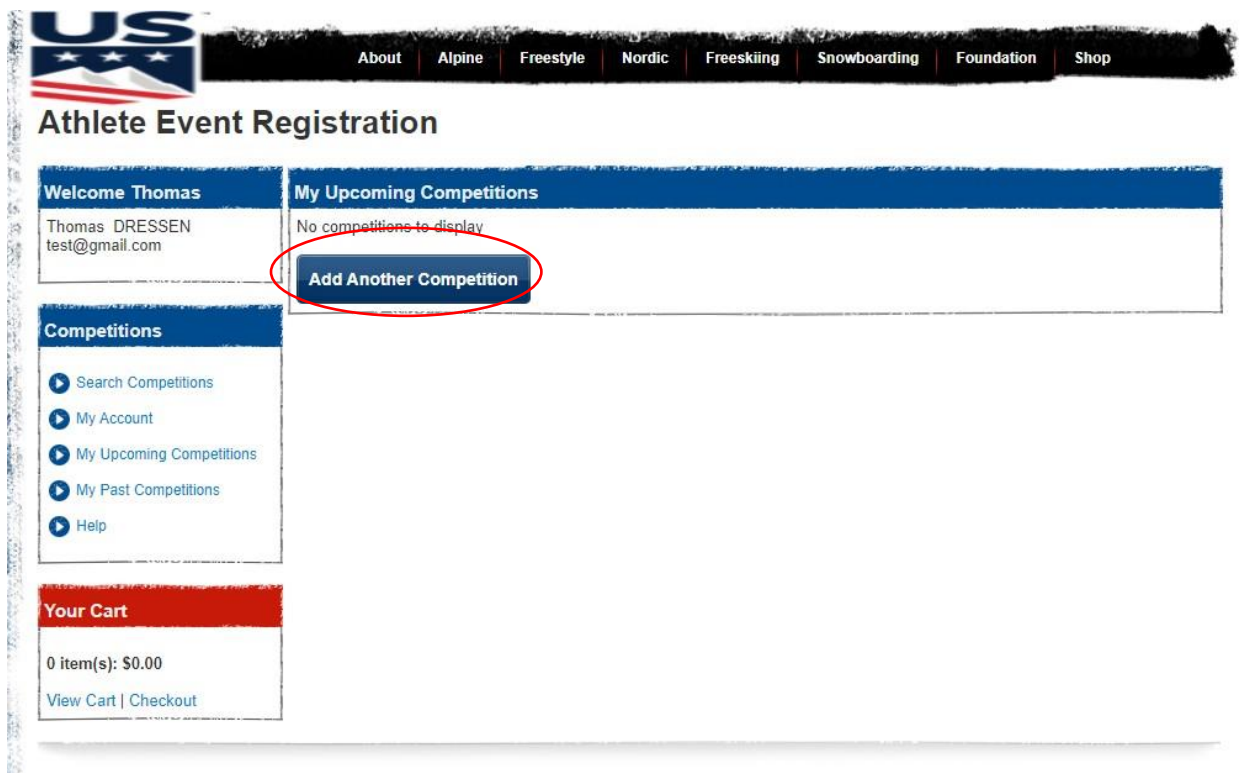 US
About Alpine Freestyle Nordic Freeskiing Snowboarding Foundation Shop
Athlete Event Registration
Welcome Thomas
Thomas DRESSEN
test@gmail.com
My Upcoming Competitions
No competitions to display
Add Another Competition
Competitions
Search Competitions
My Account
My Upcoming Competitions
My Past Competitions
Help
Your Cart
0 item(s): $0.00
View Cart | Checkout